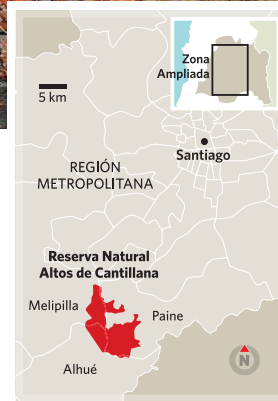 Zona
Ampliada
5 km
Santiago
REGIÓN
METROPOLITANA
Reserva Natural
Altos de Cantillana
Melipilla
Paine
Alhué
N